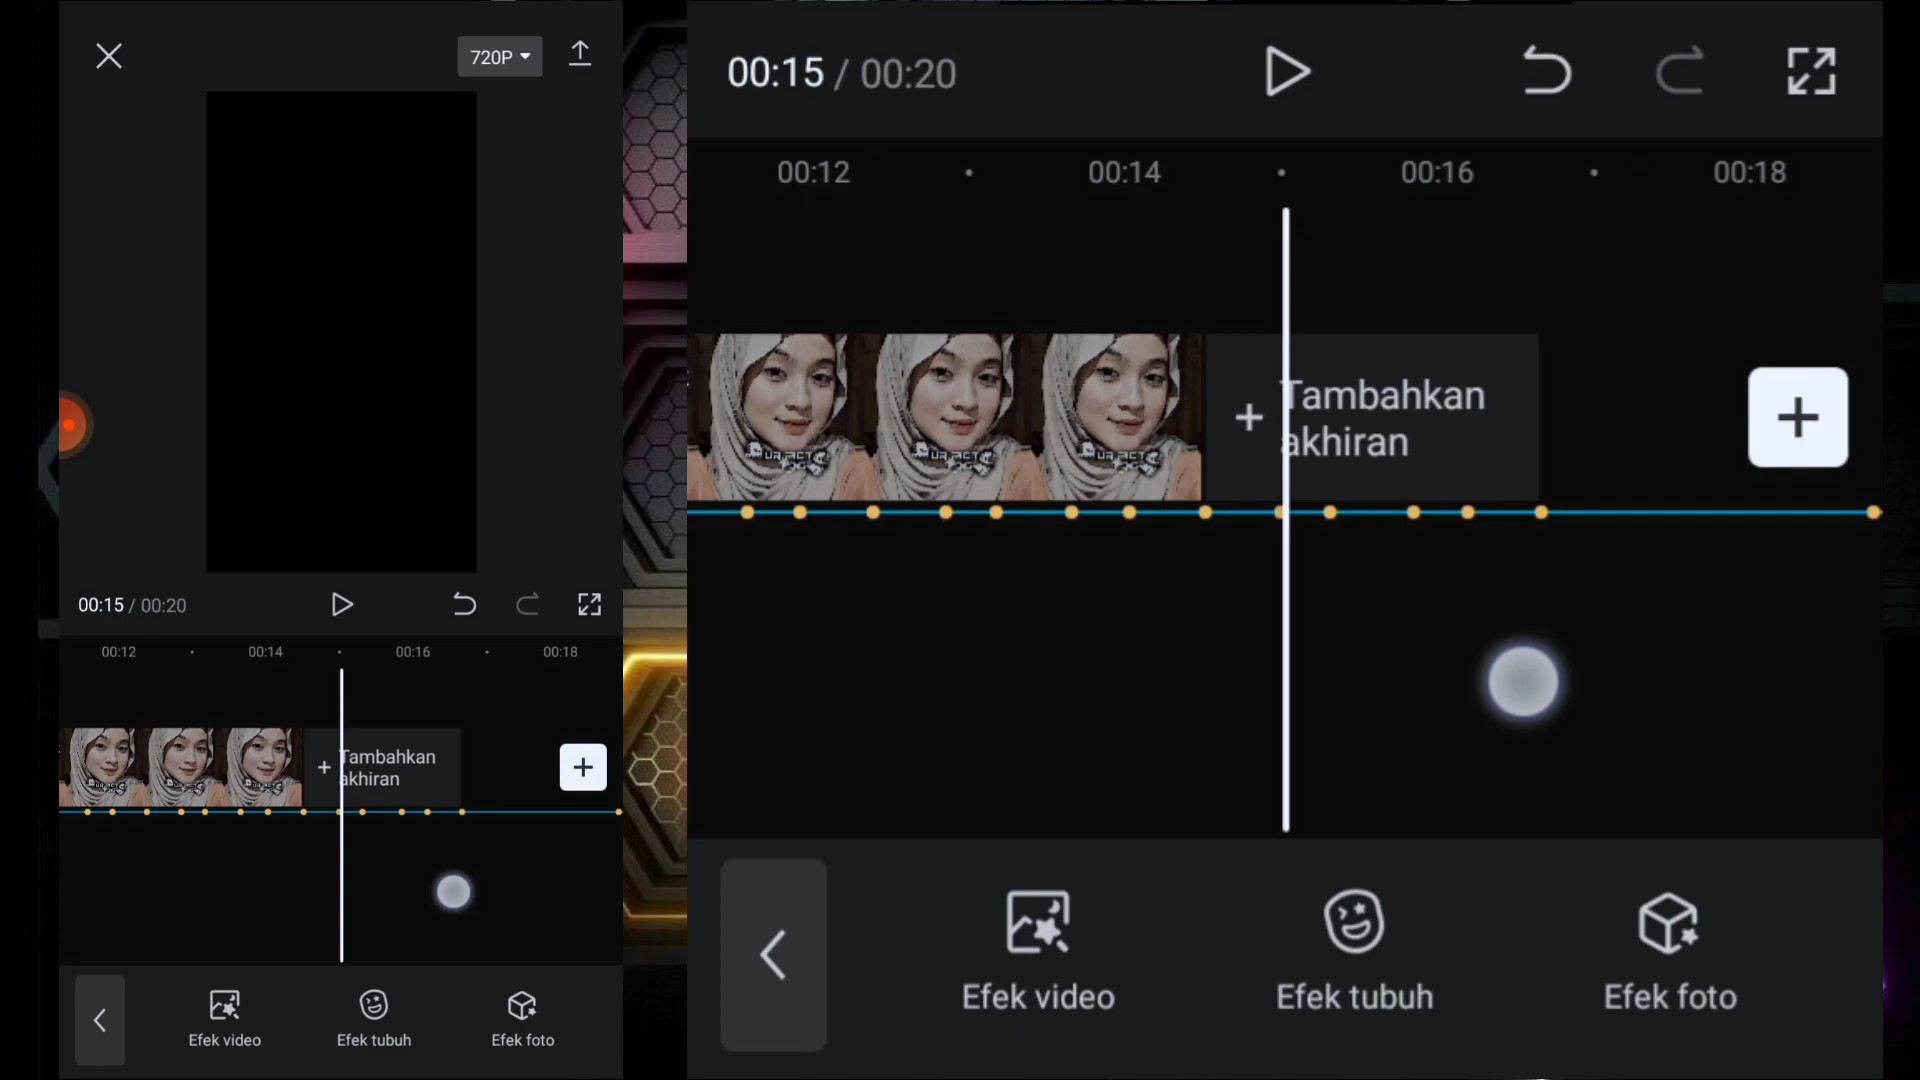 720P
00:15 / 00:20
00:12
00:14
00:16
00:18
+ Tambahkan
akhiran
Efek video
Efek tubuh
Efek foto
00:15 / 00:20
00:12
00:14
00:16
00:18
+ Tambahkan
akhiran
Efek video
Efek tubuh
Efek foto